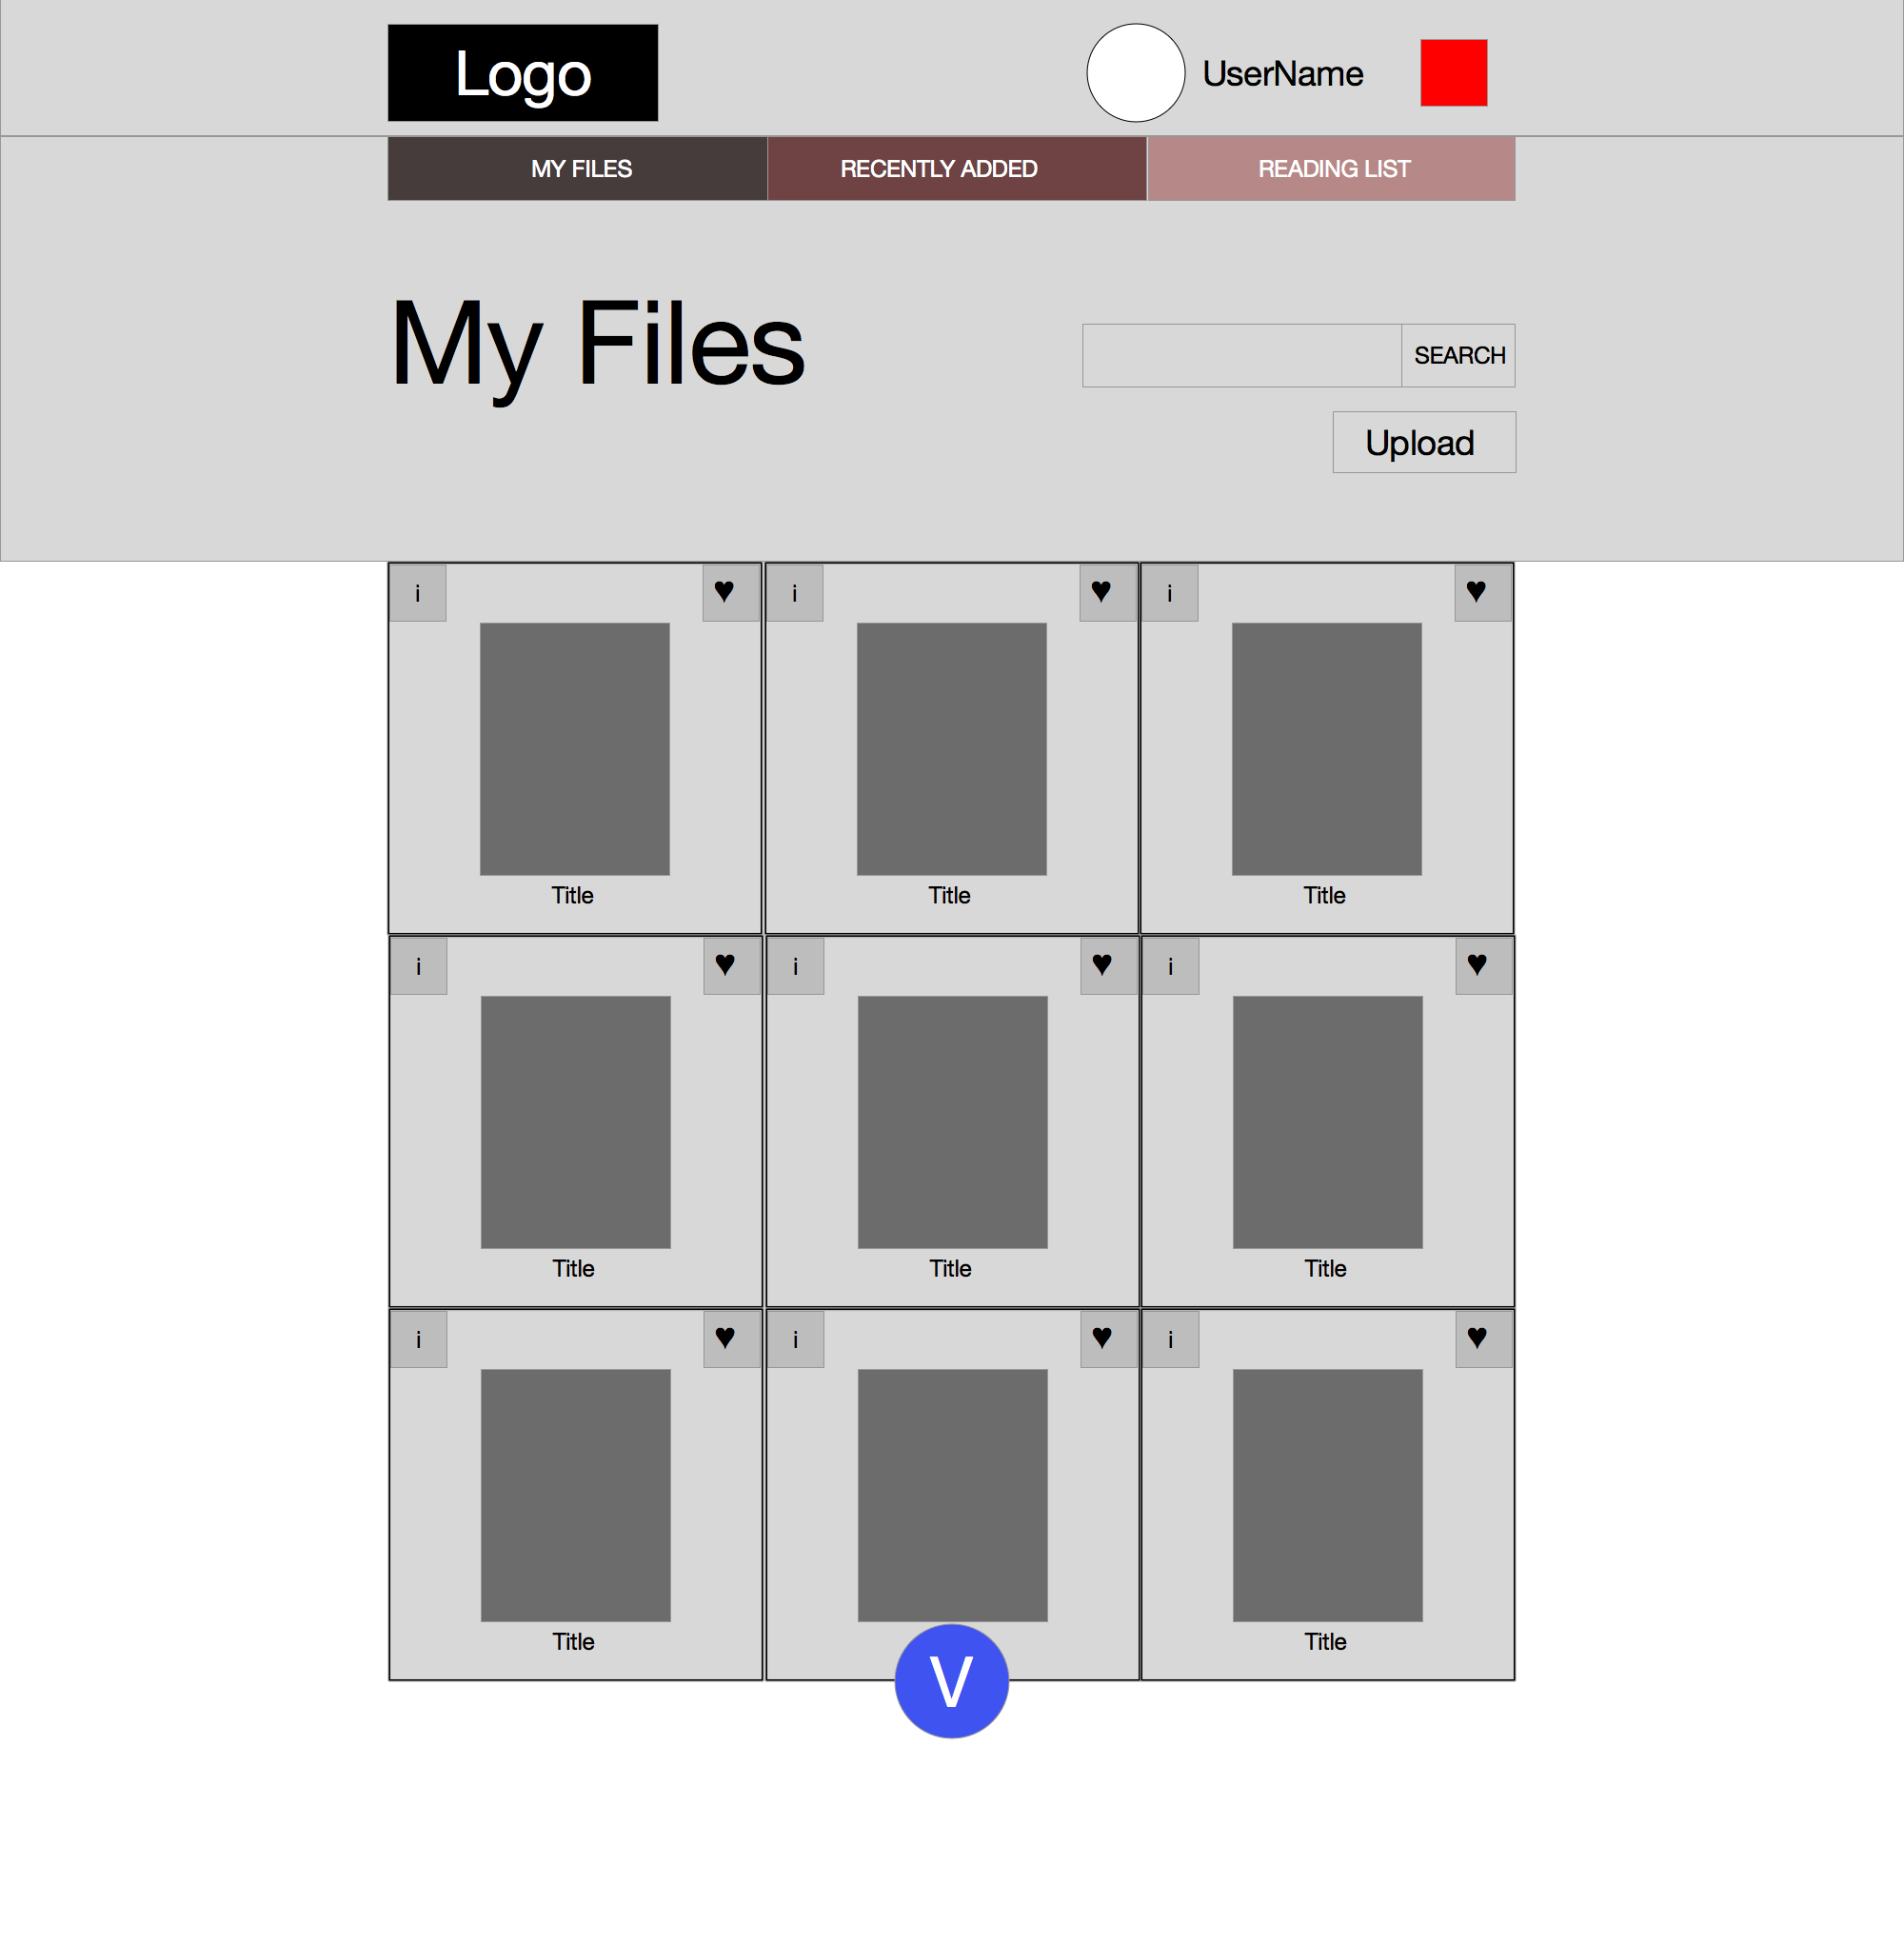 Logo
UserName
MY FILES RECENTLY ADDED READING LIST
My Files
SEARCH
Upload
i ♥ i ♥ i ♥
Title Title Title
i ♥ i ♥ i ♥
Title Title Title
i ♥ i ♥ i ♥
Title Title
V